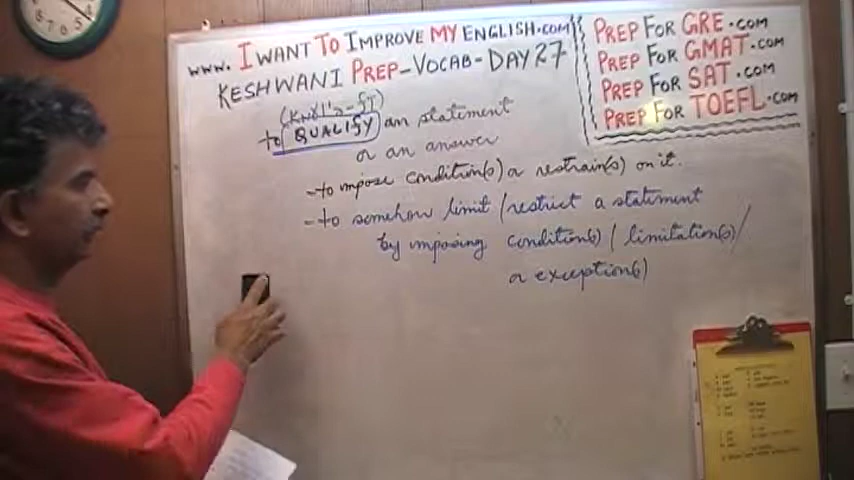 www. I WANT TO IMPROVE MY ENGLISH.COM
KESHWANI PREP-VOCAB-DAY 27
to QUALIFY an statement
or an answer
- to impose condition(s) or restrain(s) on it.
- to somehow limit / restrict a statement
by imposing condition(s) / limitation(s) /
or exception(s)
PREP FOR GRE.COM
PREP FOR GMAT.COM
PREP FOR SAT.COM
PREP FOR TOEFL.COM